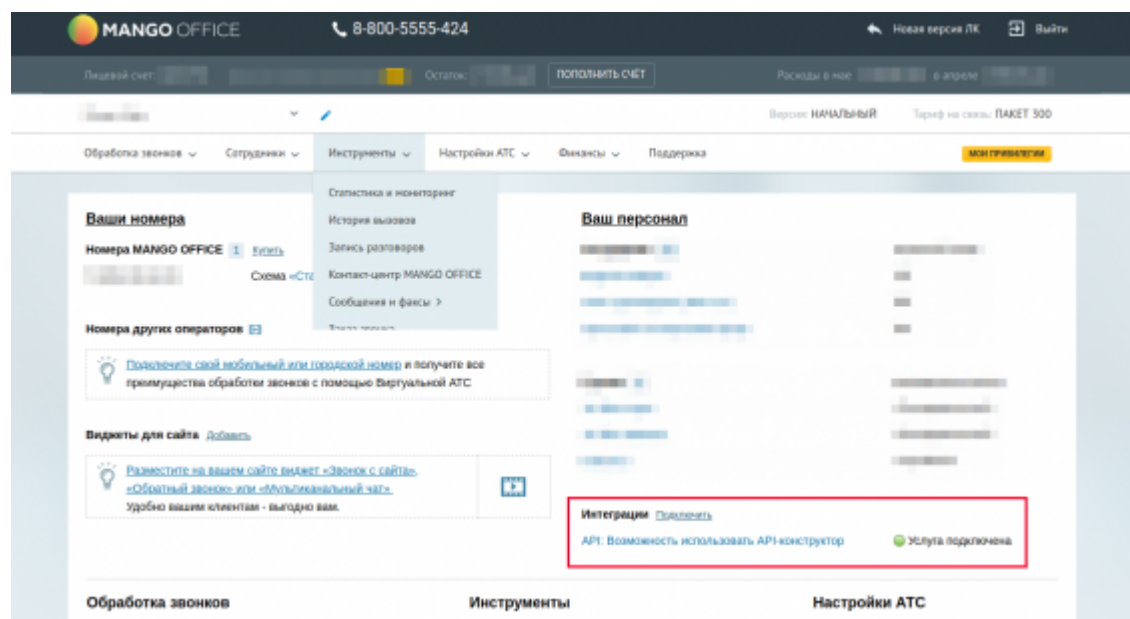 MANGO OFFICE 8-800-5555-424 Новая версия ЛК Выйти
Лицевой счет: Остаток: ПОПОЛНИТЬ СЧЁТ Расходы в мае в апреле
Версия: НАЧАЛЬНЫЙ Тариф на связь: ПАКЕТ 300
Обработка звонков Сотрудники Инструменты Настройки АТС Финансы Поддержка МОИ ПРИВИЛЕГИИ
Статистика и мониторинг
История вызовов
Запись разговоров
Контакт-центр MANGO OFFICE
Сообщения и факсы >
Заказ звонка
Ваши номера
Номера MANGO OFFICE 1 Купить
Схема «Ста
Номера других операторов
Подключите свой мобильный или городской номер и получите все
преимущества обработки звонков с помощью Виртуальной АТС
Виджеты для сайта Добавить
Разместите на вашем сайте виджет «Звонок с сайта»,
«Обратный звонок» или «Мультиканальный чат»
Удобно вашим клиентам - выгодно вам.
Ваш персонал
Интеграции Подключить
API: Возможность использовать API-конструктор Услуга подключена
Обработка звонков Инструменты Настройки АТС